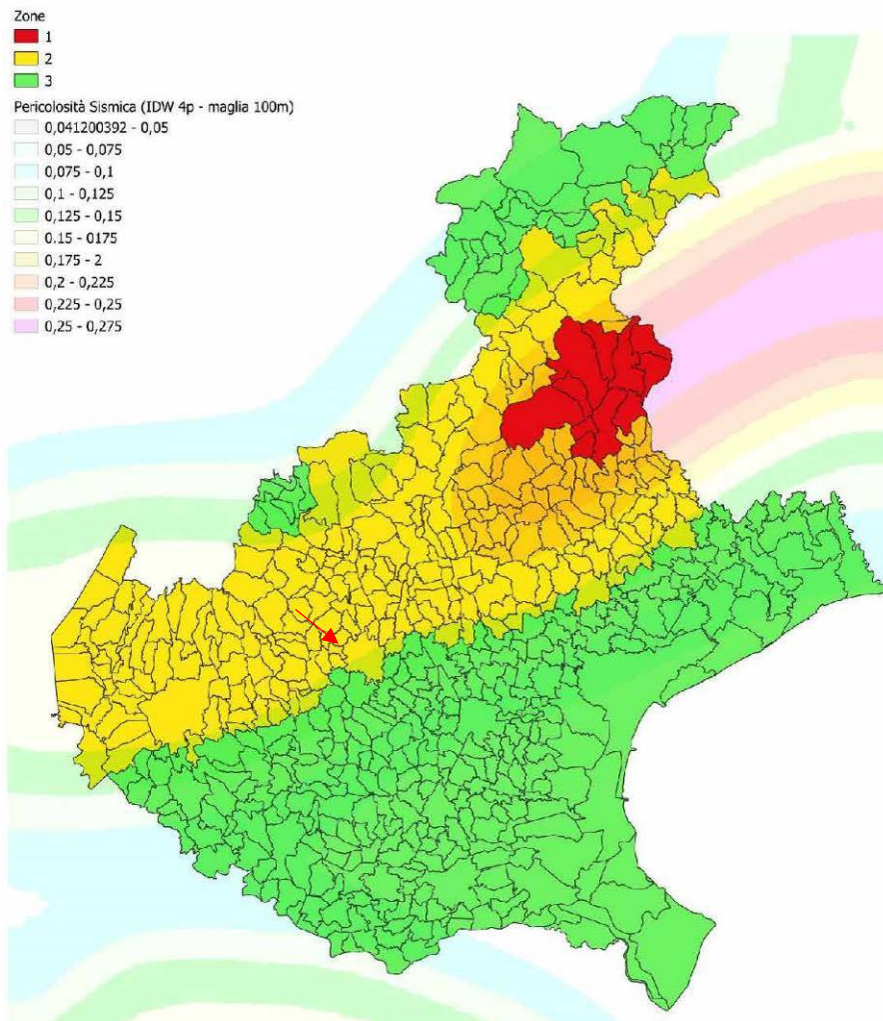 Zone
1
2
3
Pericolosità Sismica (IDW 4p - maglia 100m)
0,041200392 - 0,05
0,05 - 0,075
0,075 - 0,1
0,1 - 0,125
0,125 - 0,15
0.15 - 0175
0,175 - 2
0,2 - 0,225
0,225 - 0,25
0,25 - 0,275